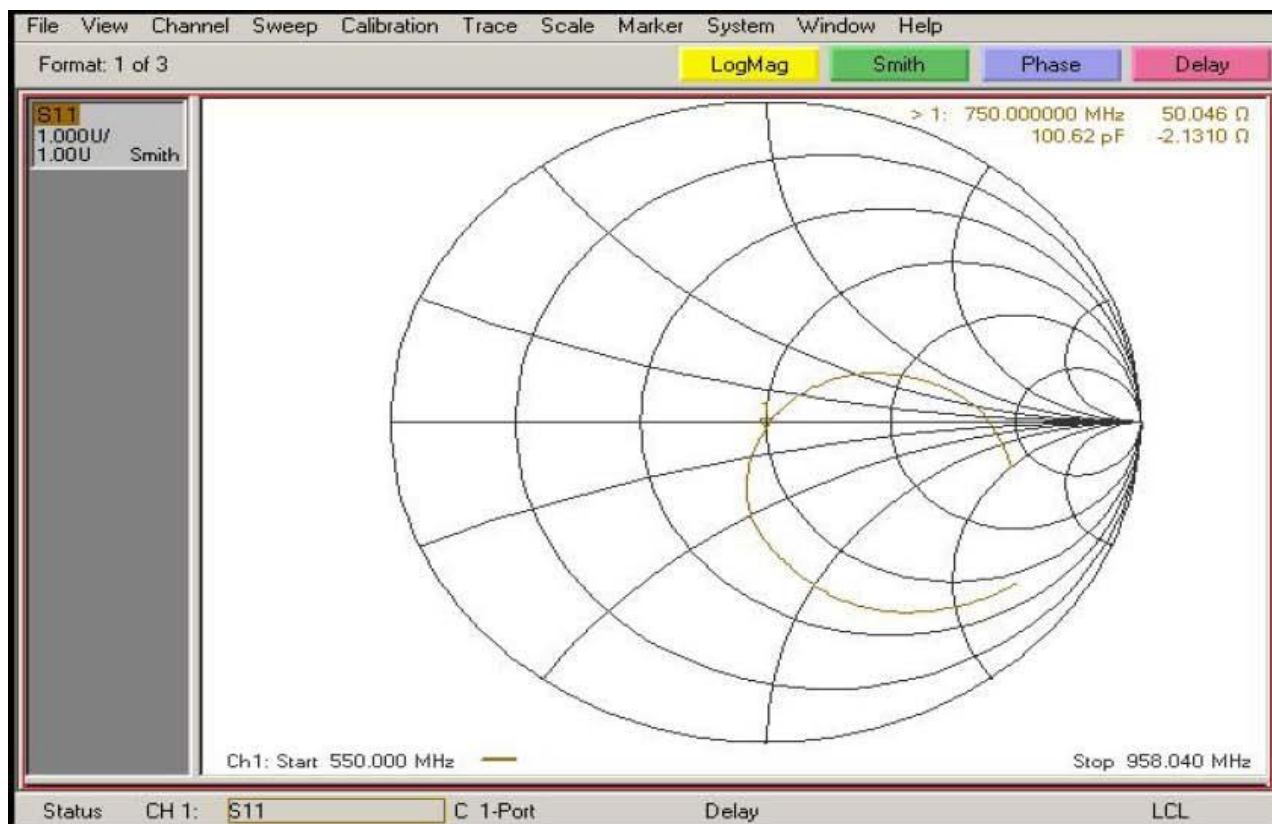 File View Channel Sweep Calibration Trace Scale Marker System Window Help
Format: 1 of 3 LogMag Smith Phase Delay
S11
1.000U/
1.00U Smith
> 1: 750.000000 MHz 50.046 Ω
100.62 pF -2.1310 Ω
1
Ch1: Start 550.000 MHz Stop 958.040 MHz
Status CH 1: S11 C 1-Port Delay LCL